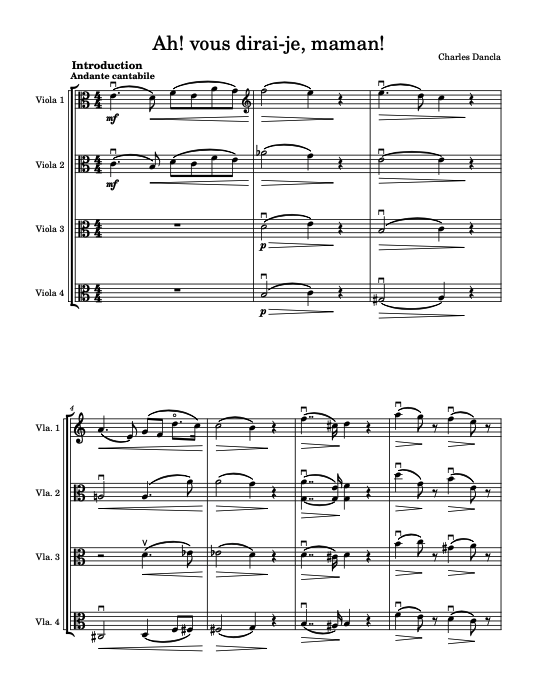 Ah! vous dirai-je, maman!
Charles Dancla
Introduction
Andante cantabile
Viola 1
mf
Viola 2
mf
Viola 3
p
Viola 4
p
4
Vla. 1
Vla. 2
Vla. 3
Vla. 4